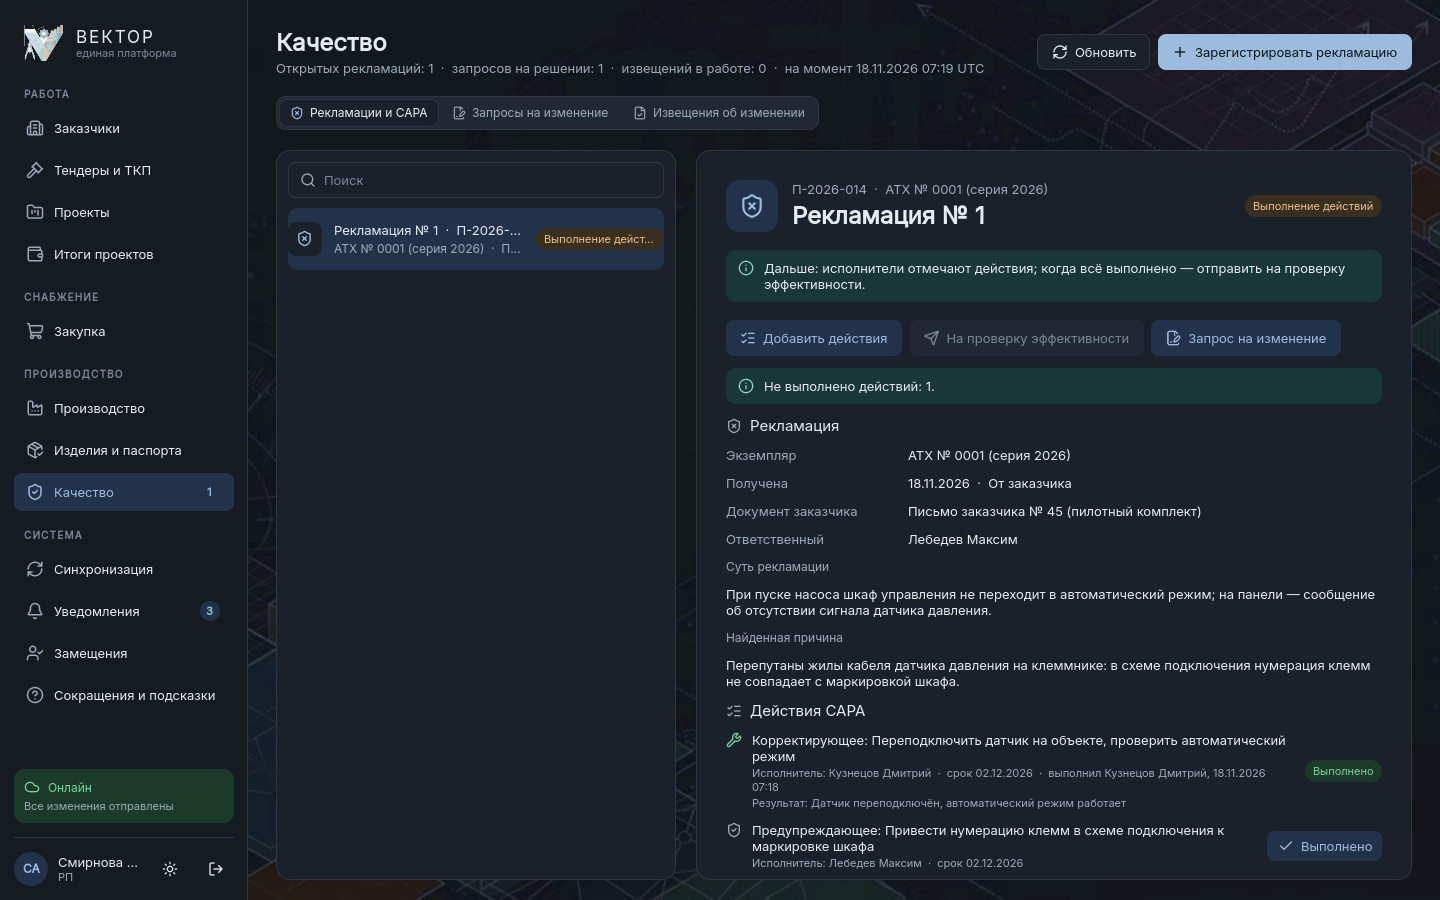 ВЕКТОР
единая платформа
РАБОТА
Заказчики
Тендеры и ТКП
Проекты
Итоги проектов
СНАБЖЕНИЕ
Закупка
ПРОИЗВОДСТВО
Производство
Изделия и паспорта
Качество 1
СИСТЕМА
Синхронизация
Уведомления 3
Замещения
Сокращения и подсказки
Онлайн
Все изменения отправлены
СА
Смирнова ...
РП
Качество
Открытых рекламаций: 1 · запросов на решении: 1 · извещений в работе: 0 · на момент 18.11.2026 07:19 UTC
Обновить
Зарегистрировать рекламацию
Рекламации и CAPA
Запросы на изменение
Извещения об изменении
Поиск
Рекламация № 1 · П-2026-...
АТХ № 0001 (серия 2026) · П...
Выполнение дейст...
П-2026-014 · АТХ № 0001 (серия 2026)
Рекламация № 1
Выполнение действий
Дальше: исполнители отмечают действия; когда всё выполнено — отправить на проверку
эффективности.
Добавить действия
На проверку эффективности
Запрос на изменение
Не выполнено действий: 1.
Рекламация
Экземпляр АТХ № 0001 (серия 2026)
Получена 18.11.2026 · От заказчика
Документ заказчика Письмо заказчика № 45 (пилотный комплект)
Ответственный Лебедев Максим
Суть рекламации
При пуске насоса шкаф управления не переходит в автоматический режим; на панели — сообщение
об отсутствии сигнала датчика давления.
Найденная причина
Перепутаны жилы кабеля датчика давления на клеммнике: в схеме подключения нумерация клемм
не совпадает с маркировкой шкафа.
Действия CAPA
Корректирующее: Переподключить датчик на объекте, проверить автоматический
режим
Исполнитель: Кузнецов Дмитрий · срок 02.12.2026 · выполнил Кузнецов Дмитрий, 18.11.2026
07:18
Результат: Датчик переподключён, автоматический режим работает
Выполнено
Предупреждающее: Привести нумерацию клемм в схеме подключения к
маркировке шкафа
Исполнитель: Лебедев Максим · срок 02.12.2026
Выполнено